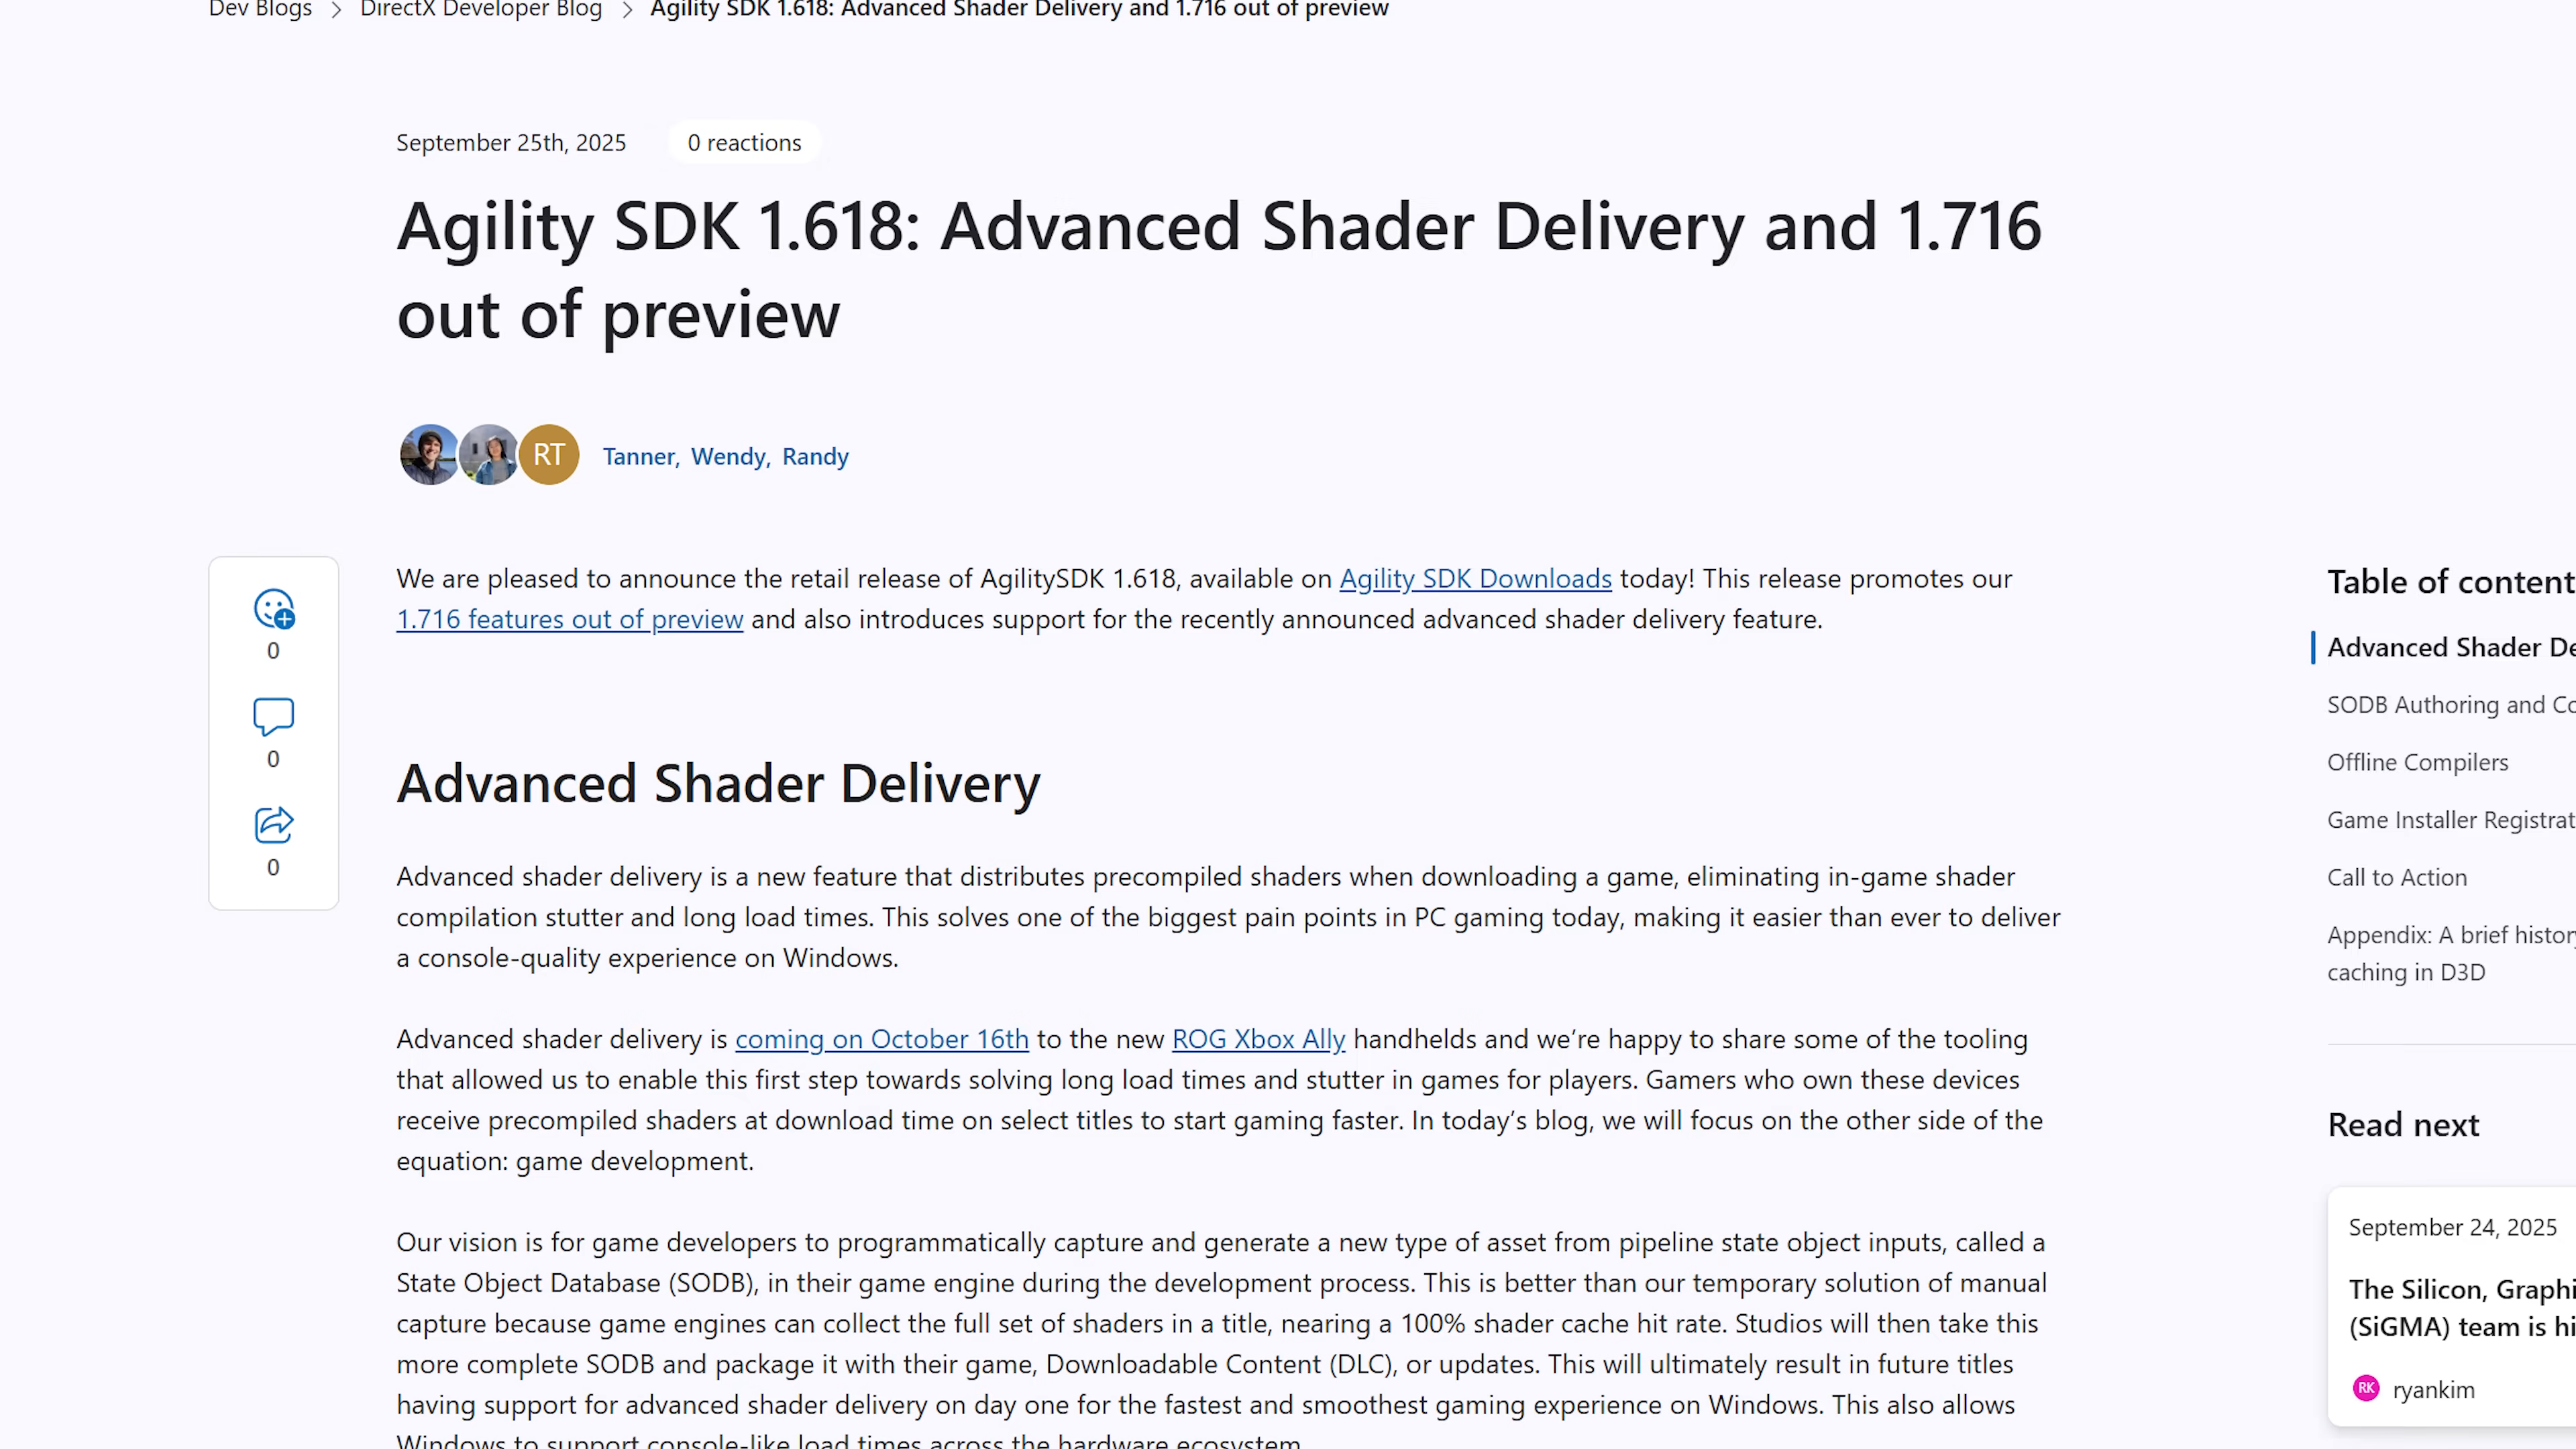 Dev Blogs > DirectX Developer Blog > Agility SDK 1.618: Advanced Shader Delivery and 1.716 out of preview
September 25th, 2025 0 reactions
Agility SDK 1.618: Advanced Shader Delivery and 1.716
out of preview
RT Tanner, Wendy, Randy
0
0
0
We are pleased to announce the retail release of AgilitySDK 1.618, available on Agility SDK Downloads today! This release promotes our
1.716 features out of preview and also introduces support for the recently announced advanced shader delivery feature.
Advanced Shader Delivery
Advanced shader delivery is a new feature that distributes precompiled shaders when downloading a game, eliminating in-game shader
compilation stutter and long load times. This solves one of the biggest pain points in PC gaming today, making it easier than ever to deliver
a console-quality experience on Windows.
Advanced shader delivery is coming on October 16th to the new ROG Xbox Ally handhelds and we’re happy to share some of the tooling
that allowed us to enable this first step towards solving long load times and stutter in games for players. Gamers who own these devices
receive precompiled shaders at download time on select titles to start gaming faster. In today’s blog, we will focus on the other side of the
equation: game development.
Our vision is for game developers to programmatically capture and generate a new type of asset from pipeline state object inputs, called a
State Object Database (SODB), in their game engine during the development process. This is better than our temporary solution of manual
capture because game engines can collect the full set of shaders in a title, nearing a 100% shader cache hit rate. Studios will then take this
more complete SODB and package it with their game, Downloadable Content (DLC), or updates. This will ultimately result in future titles
having support for advanced shader delivery on day one for the fastest and smoothest gaming experience on Windows. This also allows
Windows to support console-like load times across the hardware ecosystem.
Table of content
Advanced Shader De
SODB Authoring and Co
Offline Compilers
Game Installer Registrat
Call to Action
Appendix: A brief histor
caching in D3D
Read next
September 24, 2025
The Silicon, Graphi
(SiGMA) team is hi
RK ryankim